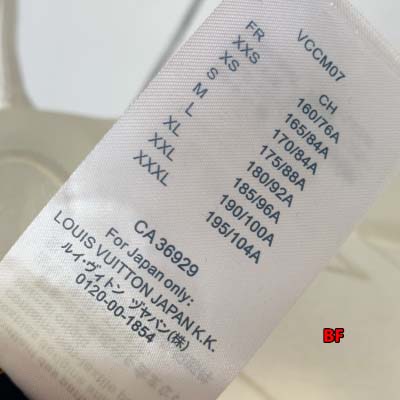 FR
XXS
XS
S
M
L
XL
XXL
XXXL
VCCM07
CH
160/76A
165/84A
170/84A
175/88A
180/92A
185/96A
190/100A
195/104A
CA 36929
For Japan only:
LOUIS VUITTON JAPAN K.K.
ルイ・ヴィトン ジャパン(株)
0120-00-1854
BF